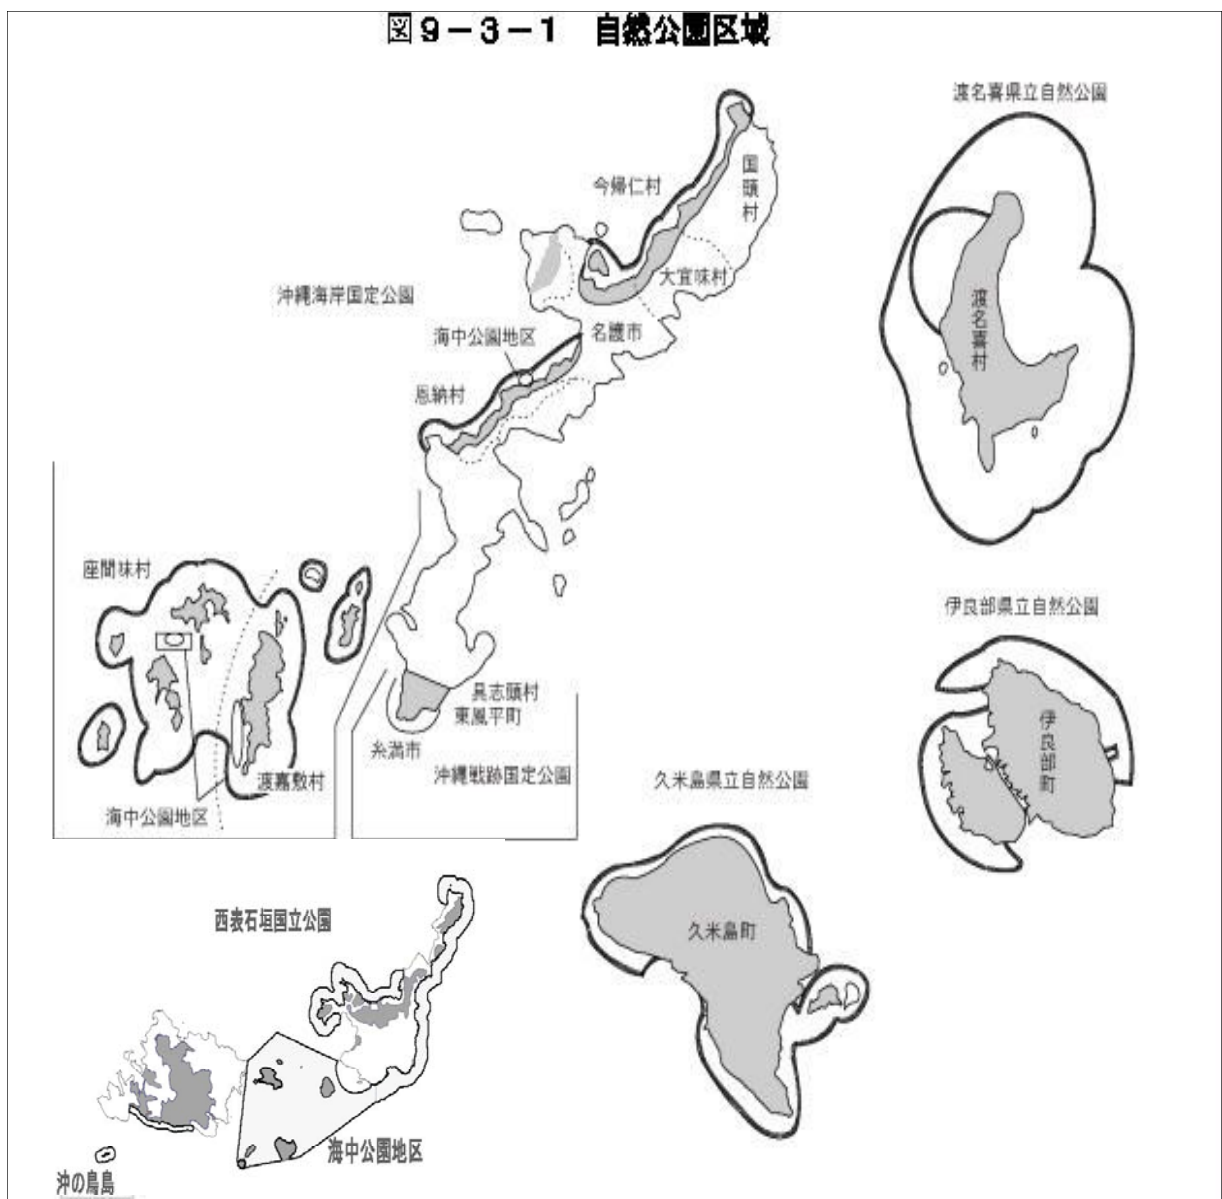 図9－3－1　自然公園区域
渡名喜県立自然公園
国頭村
今帰仁村
大宜味村
沖縄海岸国定公園
渡名喜村
名護市
海中公園地区
恩納村
座間味村
伊良部県立自然公園
具志頭村
東風平町
伊良部町
糸満市
沖縄戦跡国定公園
渡嘉敷村
久米島県立自然公園
海中公園地区
西表石垣国立公園
久米島町
海中公園地区
沖の鳥島